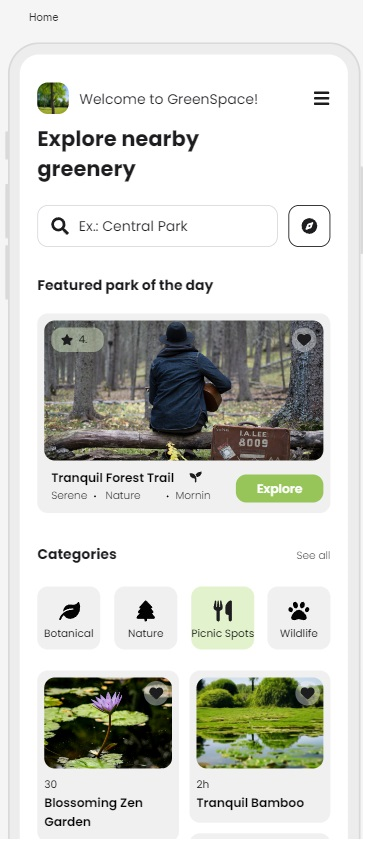 Home
Welcome to GreenSpace!
Explore nearby
greenery
Ex.: Central Park
Featured park of the day
4.
I.A.LEE
8009
Tranquil Forest Trail
Serene • Nature • Mornin
Explore
Categories
See all
Botanical
Nature
Picnic Spots
Wildlife
30
Blossoming Zen
Garden
2h
Tranquil Bamboo